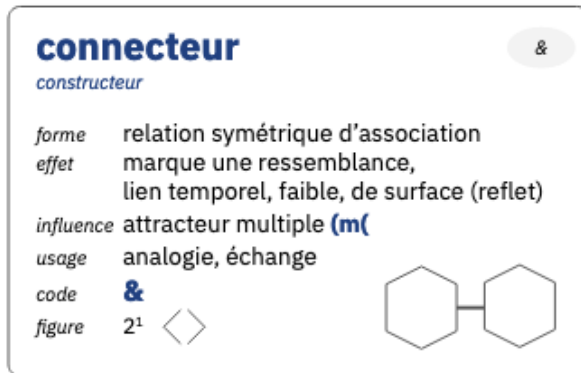 connecteur &
constructeur
forme relation symétrique d’association
effet marque une ressemblance,
lien temporel, faible, de surface (reflet)
influence attracteur multiple (m(
usage analogie, échange
code &
figure 2¹